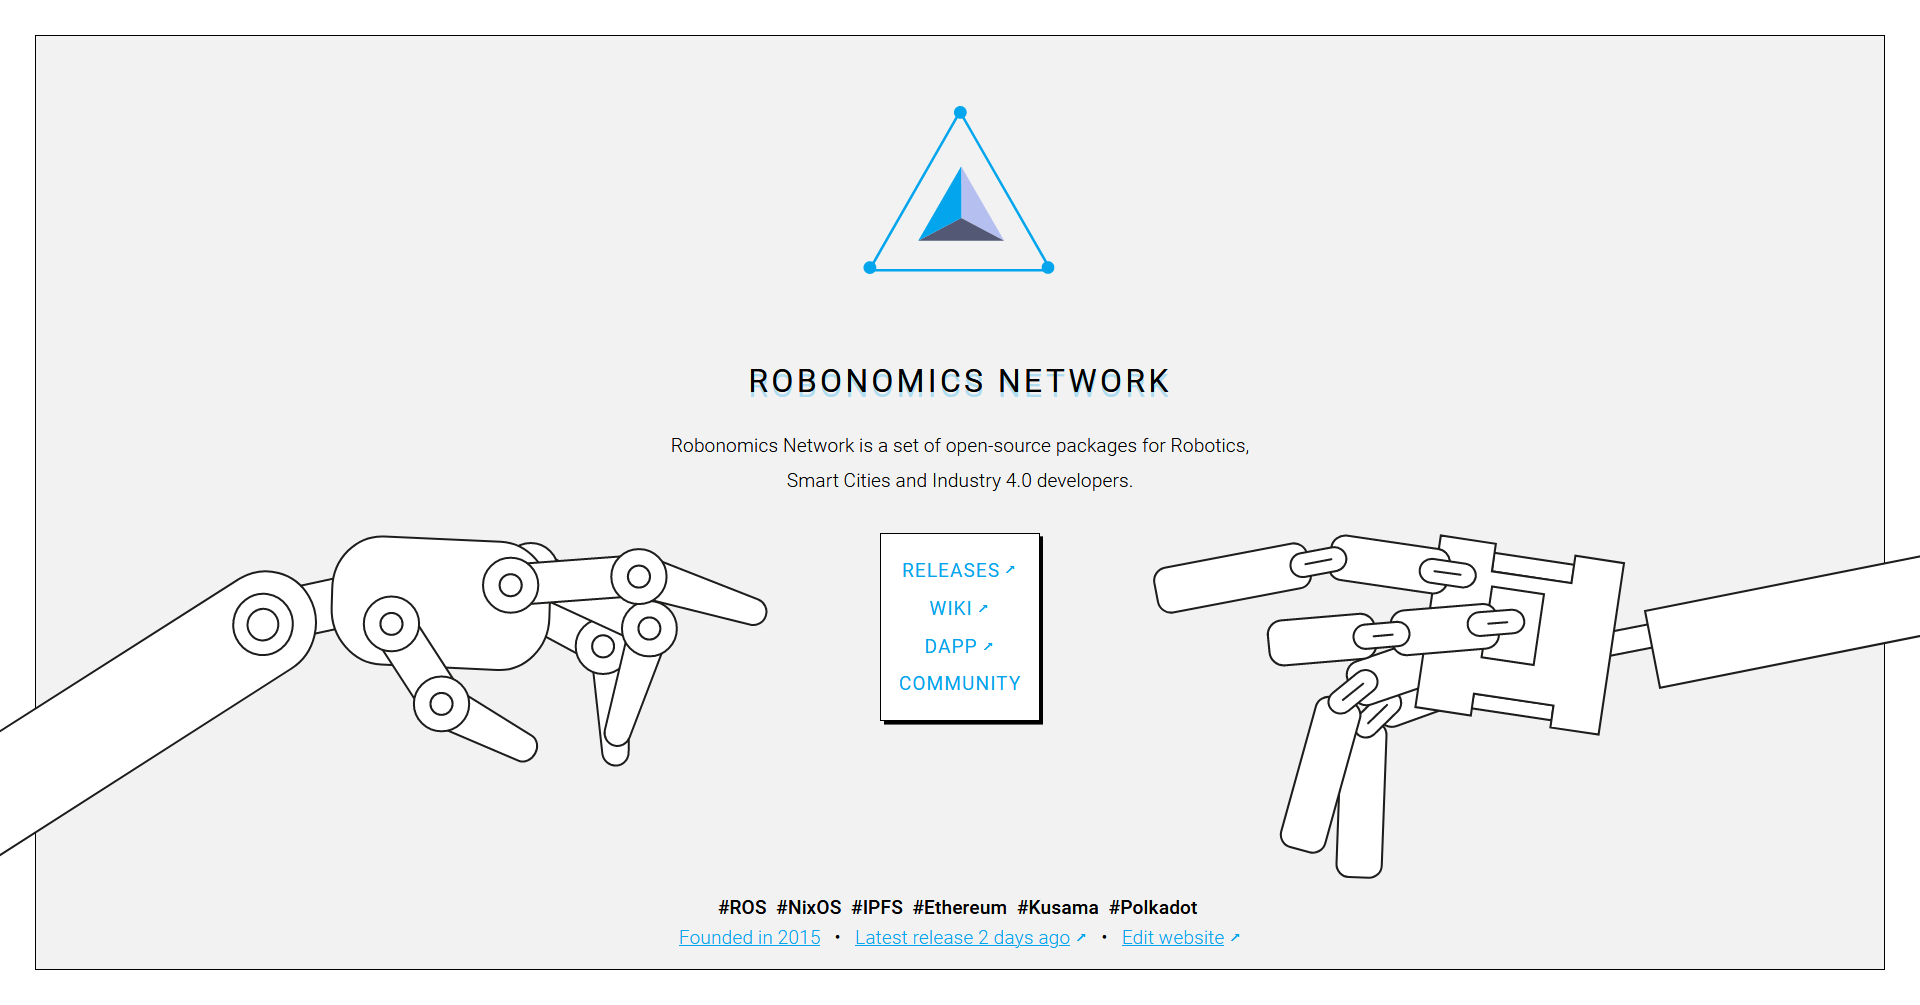 ROBONOMICS NETWORK
Robonomics Network is a set of open-source packages for Robotics,
Smart Cities and Industry 4.0 developers.
RELEASES ↗
WIKI ↗
DAPP ↗
COMMUNITY
#ROS #NixOS #IPFS #Ethereum #Kusama #Polkadot
Founded in 2015 • Latest release 2 days ago ↗ • Edit website ↗